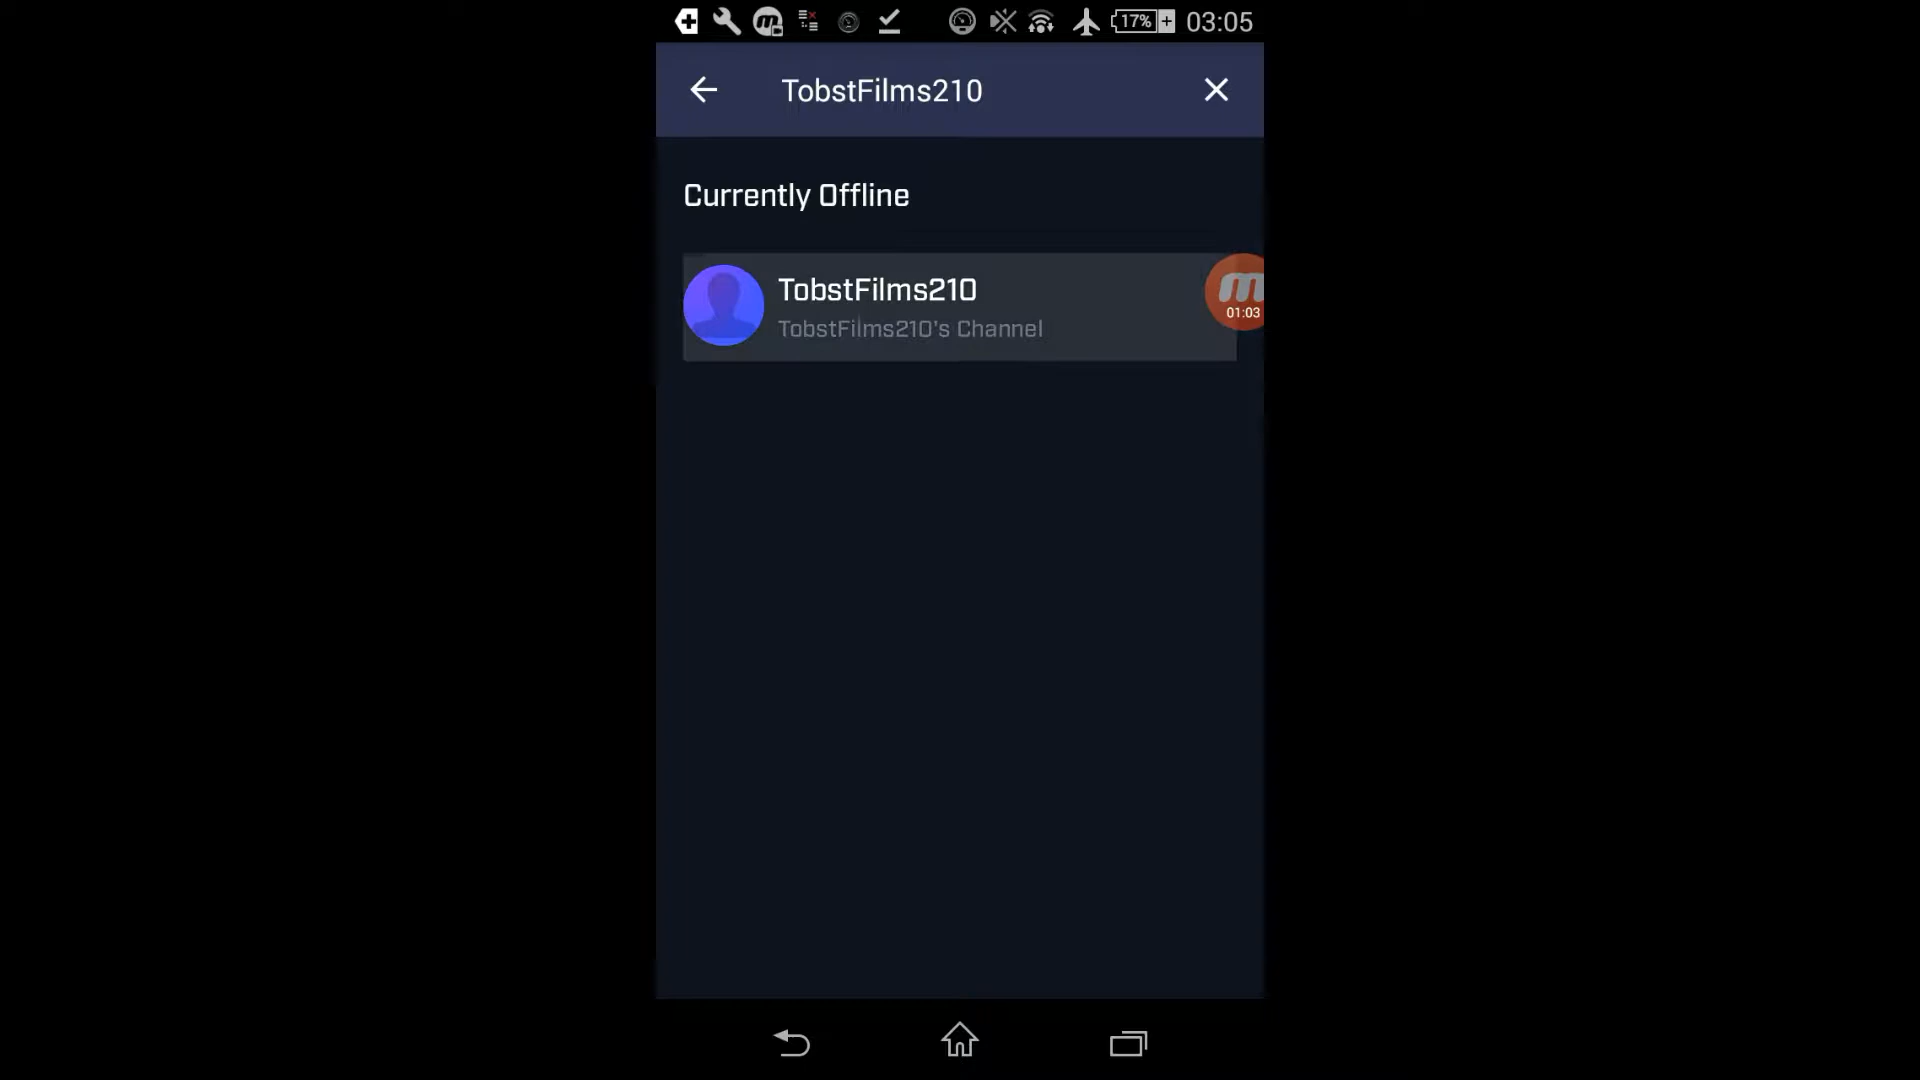 17% 03:05
TobstFilms210
Currently Offline
TobstFilms210
TobstFilms210's Channel
01:03